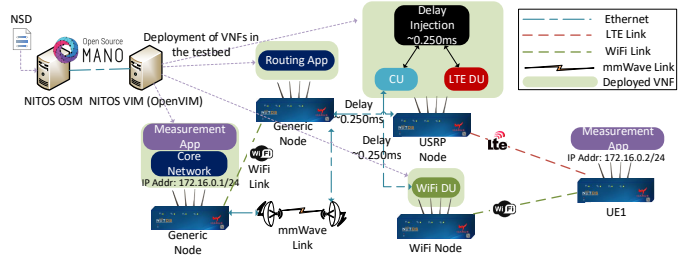 NSD
Open Source
MANO
NITOS OSM
NITOS VIM (OpenVIM)
Deployment of VNFs in
the testbed
Routing App
Generic
Node
Delay
Injection
~0.250ms
CU
LTE DU
Delay
~0.250ms
USRP
Node
Delay
~0.250ms
WiFi DU
WiFi Node
Measurement
App
Core
Network
IP Addr: 172.16.0.1/24
Generic
Node
WiFi
WiFi
Link
mmWave
Link
Lte
WiFi
Measurement
App
IP Addr: 172.16.0.2/24
UE1
Ethernet
LTE Link
WiFi Link
mmWave Link
Deployed VNF